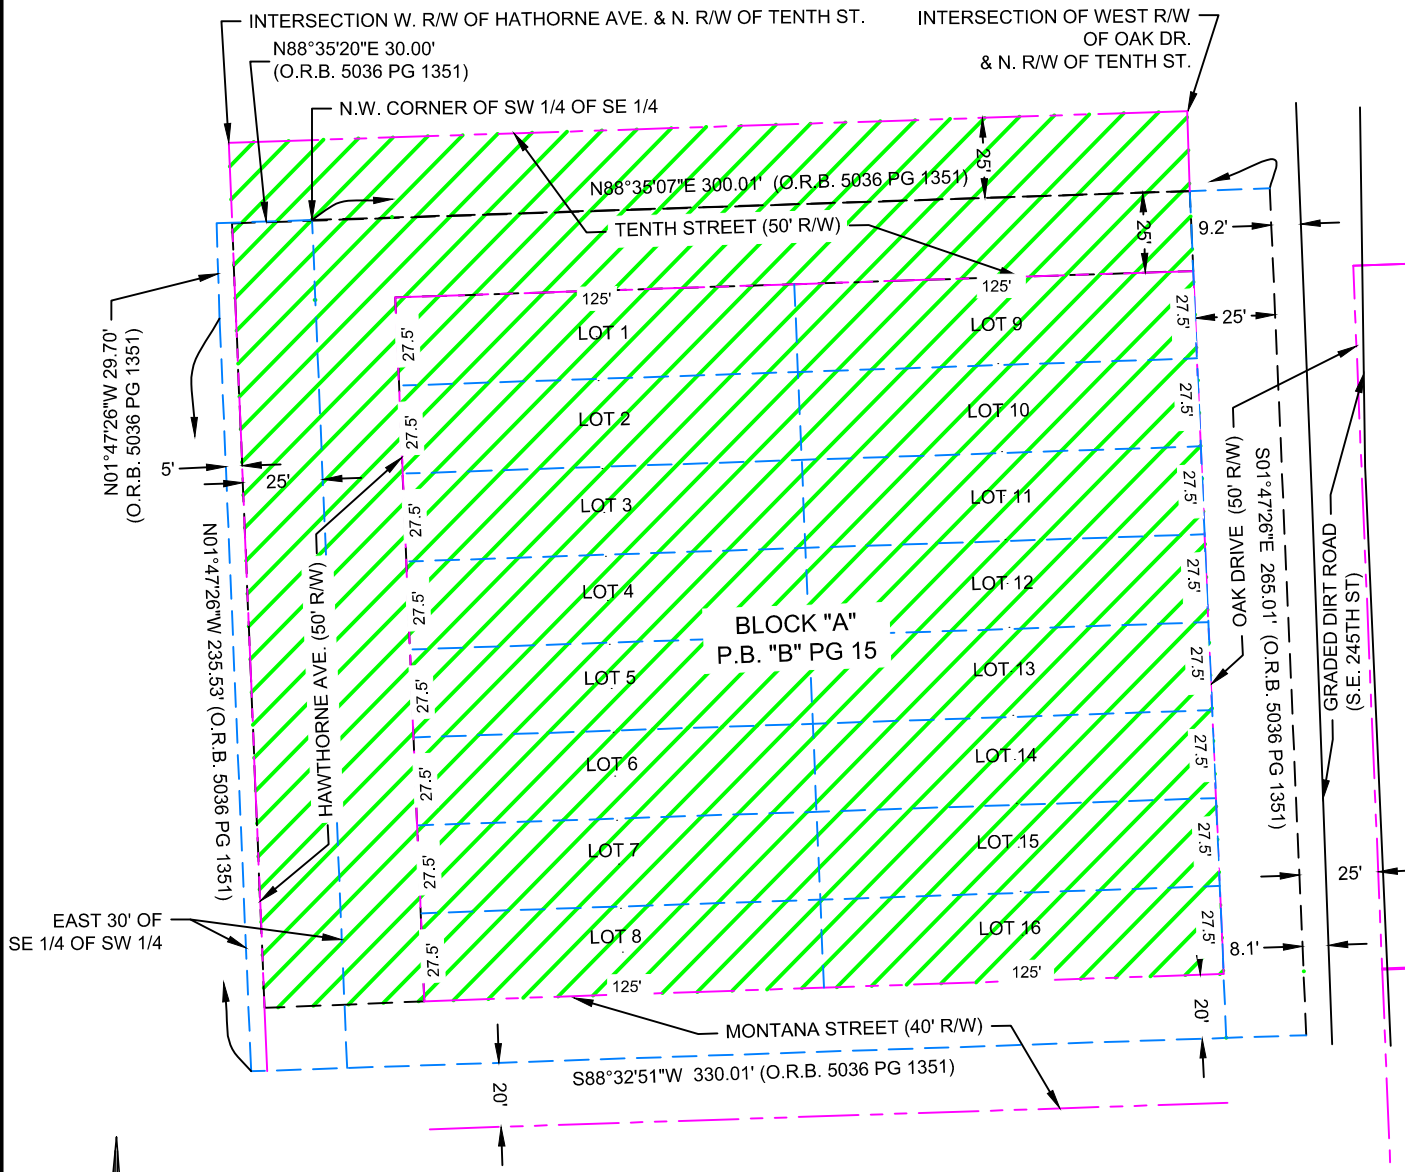 INTERSECTION W. R/W OF HATHORNE AVE. & N. R/W OF TENTH ST.
INTERSECTION OF WEST R/W
OF OAK DR.
& N. R/W OF TENTH ST.
N88°35'20"E 30.00'
(O.R.B. 5036 PG 1351)
N.W. CORNER OF SW 1/4 OF SE 1/4
25'
N88°35'07"E 300.01' (O.R.B. 5036 PG 1351)
TENTH STREET (50' R/W)
25'
9.2'
125'
125'
25'
LOT 1
LOT 9
27.5'
27.5'
LOT 2
LOT 10
27.5'
27.5'
LOT 3
LOT 11
27.5'
27.5'
LOT 4
LOT 12
27.5'
27.5'
BLOCK "A"
P.B. "B" PG 15
LOT 5
LOT 13
27.5'
27.5'
LOT 6
LOT 14
27.5'
27.5'
LOT 7
LOT 15
27.5'
27.5'
LOT 8
LOT 16
27.5'
27.5'
125'
125'
N01°47'26"W 29.70'
(O.R.B. 5036 PG 1351)
5'
25'
N01°47'26"W 235.53' (O.R.B. 5036 PG 1351)
HAWTHORNE AVE. (50' R/W)
OAK DRIVE (50' R/W)
S01°47'26"E 265.01' (O.R.B. 5036 PG 1351)
GRADED DIRT ROAD
(S.E. 245TH ST)
25'
8.1'
EAST 30' OF
SE 1/4 OF SW 1/4
20'
MONTANA STREET (40' R/W)
S88°32'51"W 330.01' (O.R.B. 5036 PG 1351)
20'